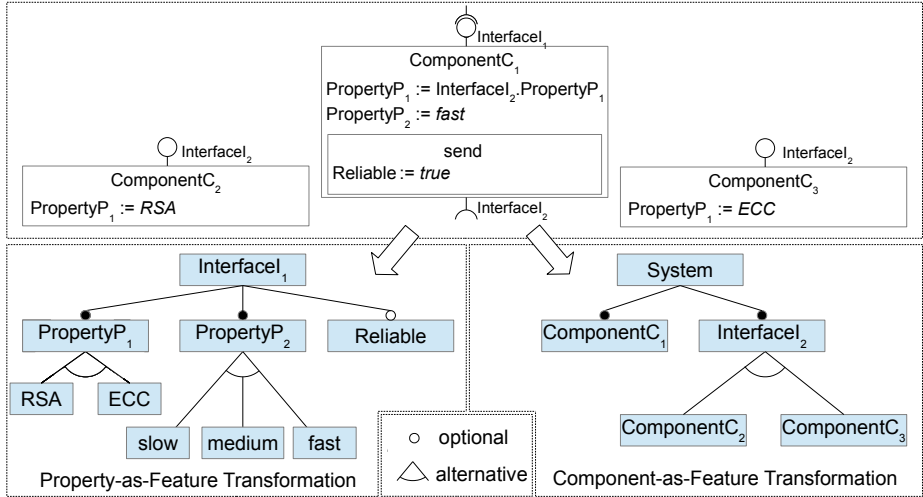 InterfaceI₁
ComponentC₁
PropertyP₁ := InterfaceI₂.PropertyP₁
PropertyP₂ := fast
send
Reliable := true
InterfaceI₂
InterfaceI₂
ComponentC₂
PropertyP₁ := RSA
InterfaceI₂
ComponentC₃
PropertyP₁ := ECC
InterfaceI₁
PropertyP₁
PropertyP₂
Reliable
RSA
ECC
slow
medium
fast
Property-as-Feature Transformation
optional
alternative
System
ComponentC₁
InterfaceI₂
ComponentC₂
ComponentC₃
Component-as-Feature Transformation